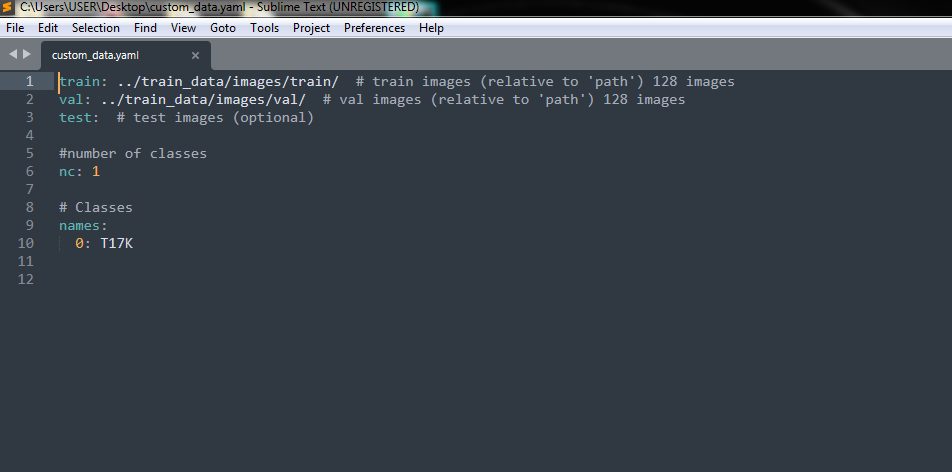 C:\Users\USER\Desktop\custom_data.yaml - Sublime Text (UNREGISTERED)
File Edit Selection Find View Goto Tools Project Preferences Help
custom_data.yaml ×
1 train: ../train_data/images/train/  # train images (relative to 'path') 128 images
2 val: ../train_data/images/val/  # val images (relative to 'path') 128 images
3 test:  # test images (optional)
4
5 #number of classes
6 nc: 1
7
8 # Classes
9 names:
10   0: T17K
11
12